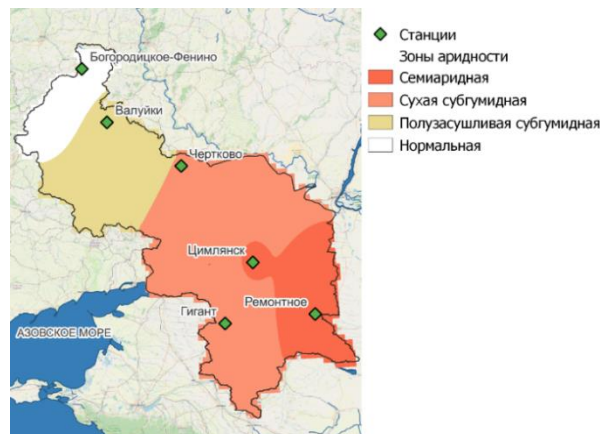 Богородицкое-Фенино
Валуйки
Чертково
Цимлянск
Гигант
Ремонтное
АЗОВСКОЕ МОРЕ
Станции
Зоны аридности
Семиаридная
Сухая субгумидная
Полузасушливая субгумидная
Нормальная